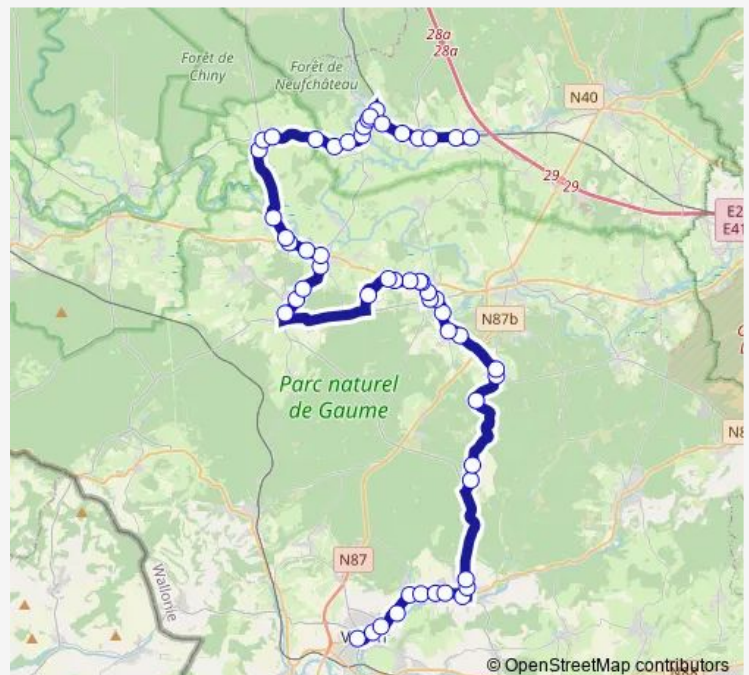 28a
28a
Forêt de
Chiny
Forêt de
Neufchâteau
N40
29
29
E2
E41
N87b
Parc naturel
de Gaume
N8
N87
Wallonie
© OpenStreetMap contributors